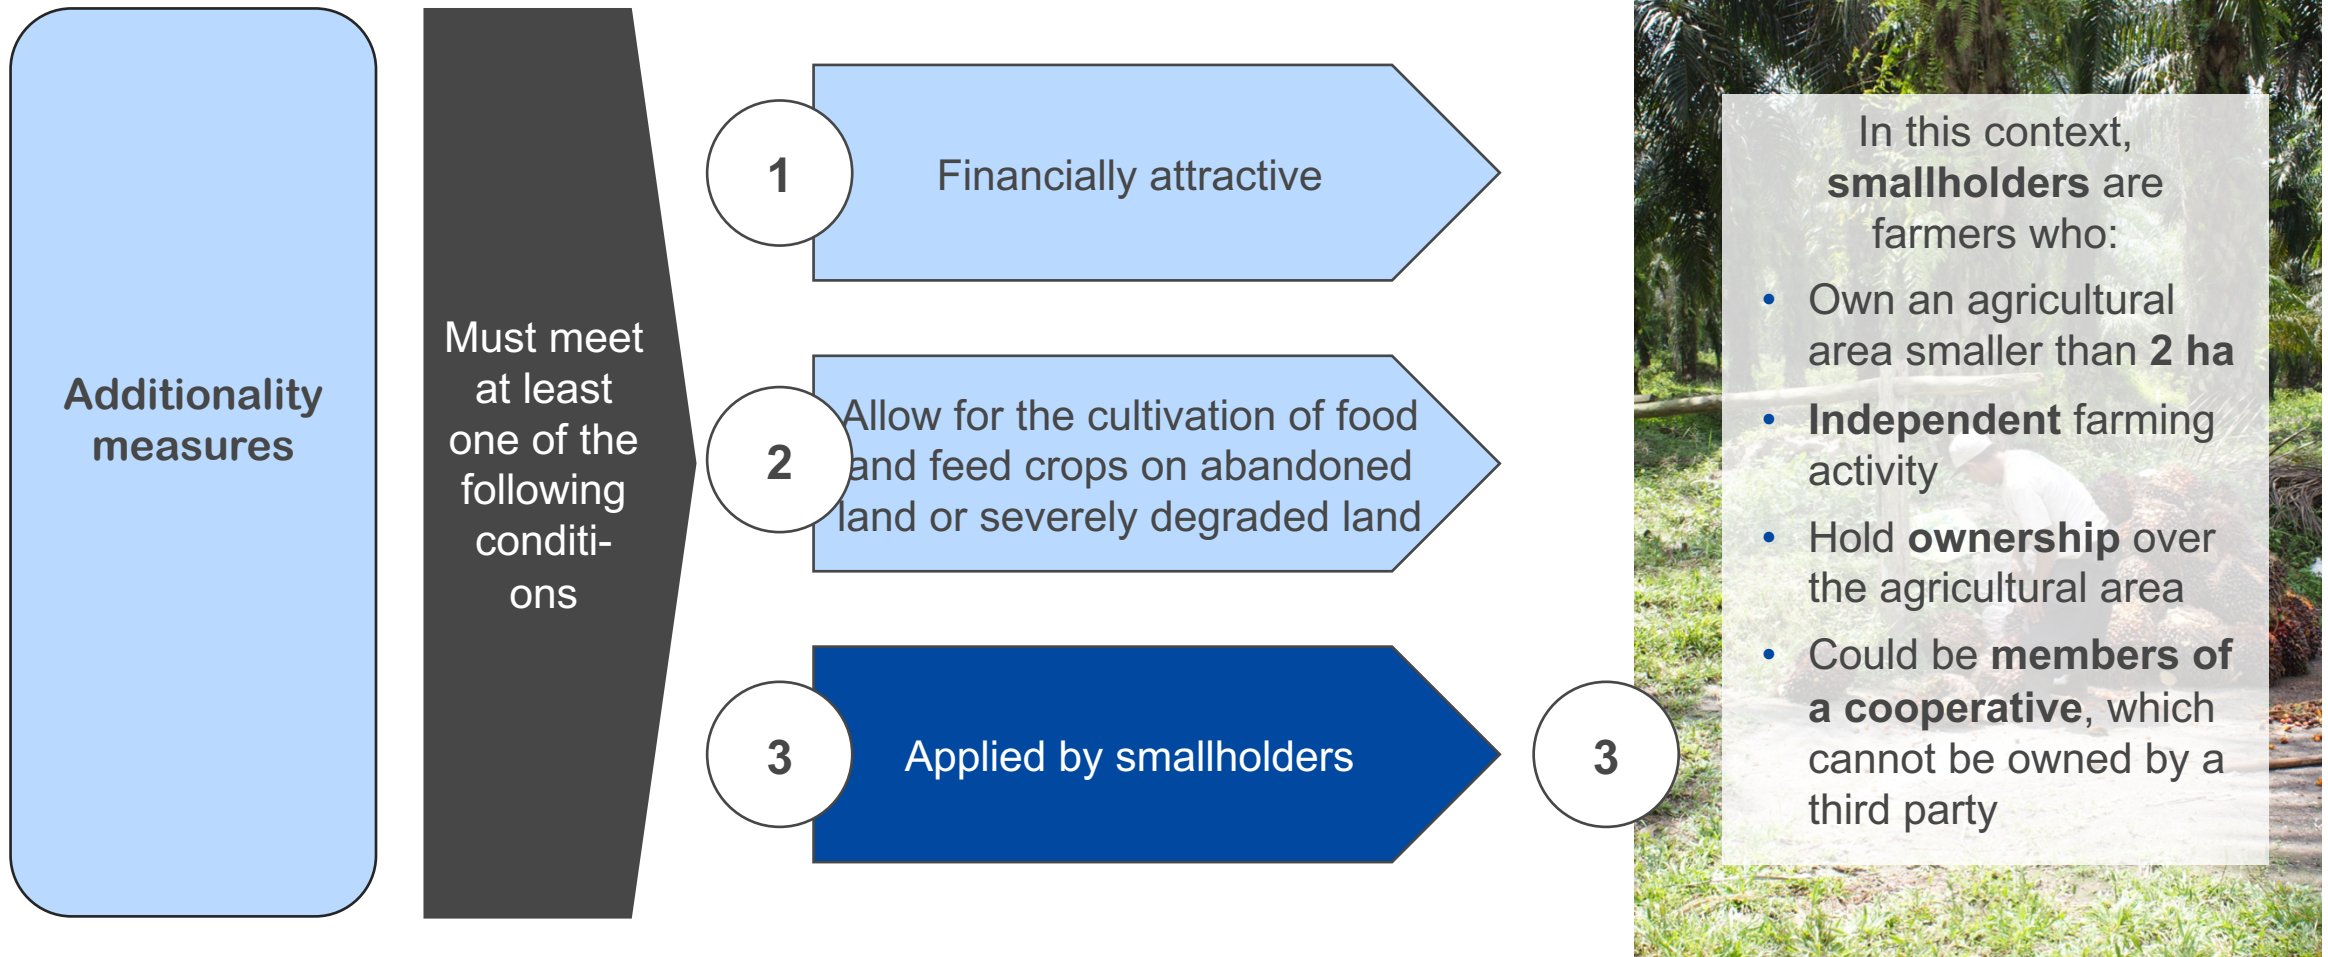 Additionality
measures
Must meet
at least
one of the
following
conditi-
ons
1
Financially attractive
2
Allow for the cultivation of food
and feed crops on abandoned
land or severely degraded land
3
Applied by smallholders
3
In this context,
smallholders are
farmers who:
• Own an agricultural
area smaller than 2 ha
• Independent farming
activity
• Hold ownership over
the agricultural area
• Could be members of
a cooperative, which
cannot be owned by a
third party